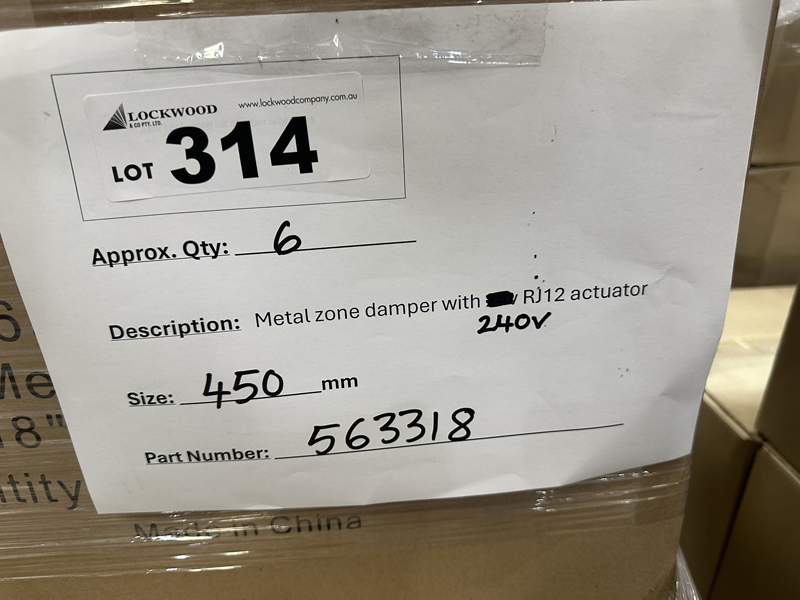 LOCKWOOD
& CO PTY. LTD.
www.lockwoodcompany.com.au
LOT 314
Approx. Qty: 6
Description: Metal zone damper with RJ12 actuator
240V
Size: 450 mm
Part Number: 563318
6
Me
8"
tity
Made in China